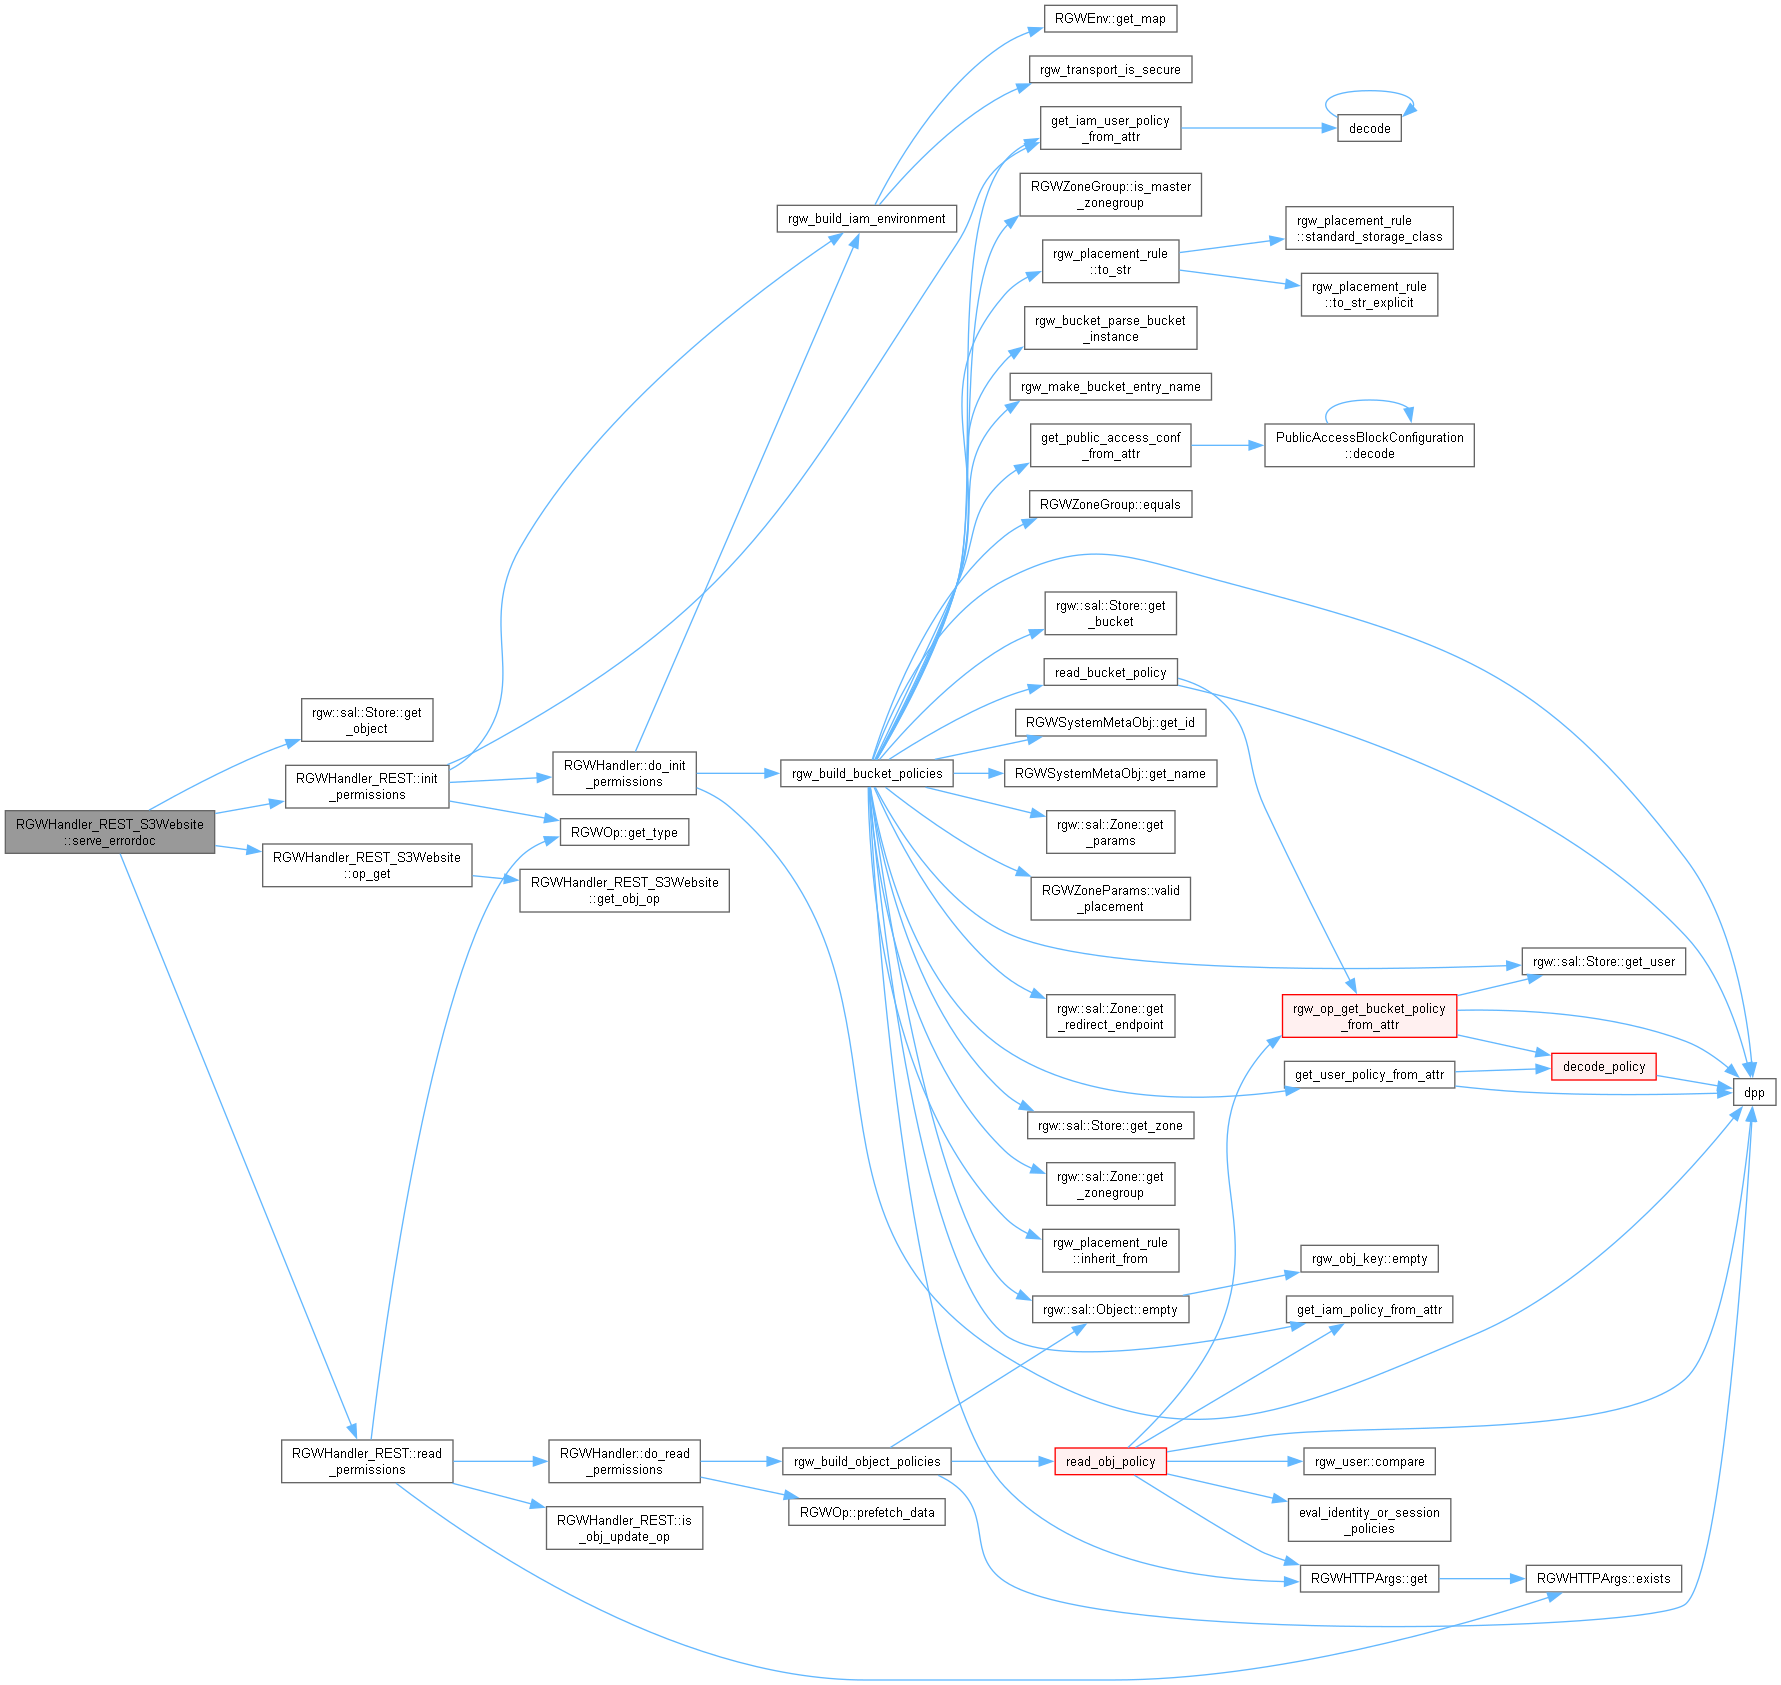 RGWEnv::get_map
rgw_transport_is_secure
get_iam_user_policy
_from_attr
decode
RGWZoneGroup::is_master
_zonegroup
rgw_build_iam_environment
rgw_placement_rule
::standard_storage_class
rgw_placement_rule
::to_str
rgw_placement_rule
::to_str_explicit
rgw_bucket_parse_bucket
_instance
rgw_make_bucket_entry_name
get_public_access_conf
_from_attr
PublicAccessBlockConfiguration
::decode
RGWZoneGroup::equals
rgw::sal::Store::get
_bucket
read_bucket_policy
rgw::sal::Store::get
_object
RGWSystemMetaObj::get_id
RGWHandler_REST::init
_permissions
RGWHandler::do_init
_permissions
rgw_build_bucket_policies
RGWSystemMetaObj::get_name
RGWHandler_REST_S3Website
::serve_errordoc
RGWOp::get_type
rgw::sal::Zone::get
_params
RGWHandler_REST_S3Website
::op_get
RGWHandler_REST_S3Website
::get_obj_op
RGWZoneParams::valid
_placement
rgw::sal::Store::get_user
rgw::sal::Zone::get
_redirect_endpoint
rgw_op_get_bucket_policy
_from_attr
decode_policy
get_user_policy_from_attr
dpp
rgw::sal::Store::get_zone
rgw::sal::Zone::get
_zonegroup
rgw_placement_rule
::inherit_from
rgw_obj_key::empty
rgw::sal::Object::empty
get_iam_policy_from_attr
RGWHandler_REST::read
_permissions
RGWHandler::do_read
_permissions
rgw_build_object_policies
read_obj_policy
rgw_user::compare
RGWOp::prefetch_data
RGWHandler_REST::is
_obj_update_op
eval_identity_or_session
_policies
RGWHTTPArgs::get
RGWHTTPArgs::exists